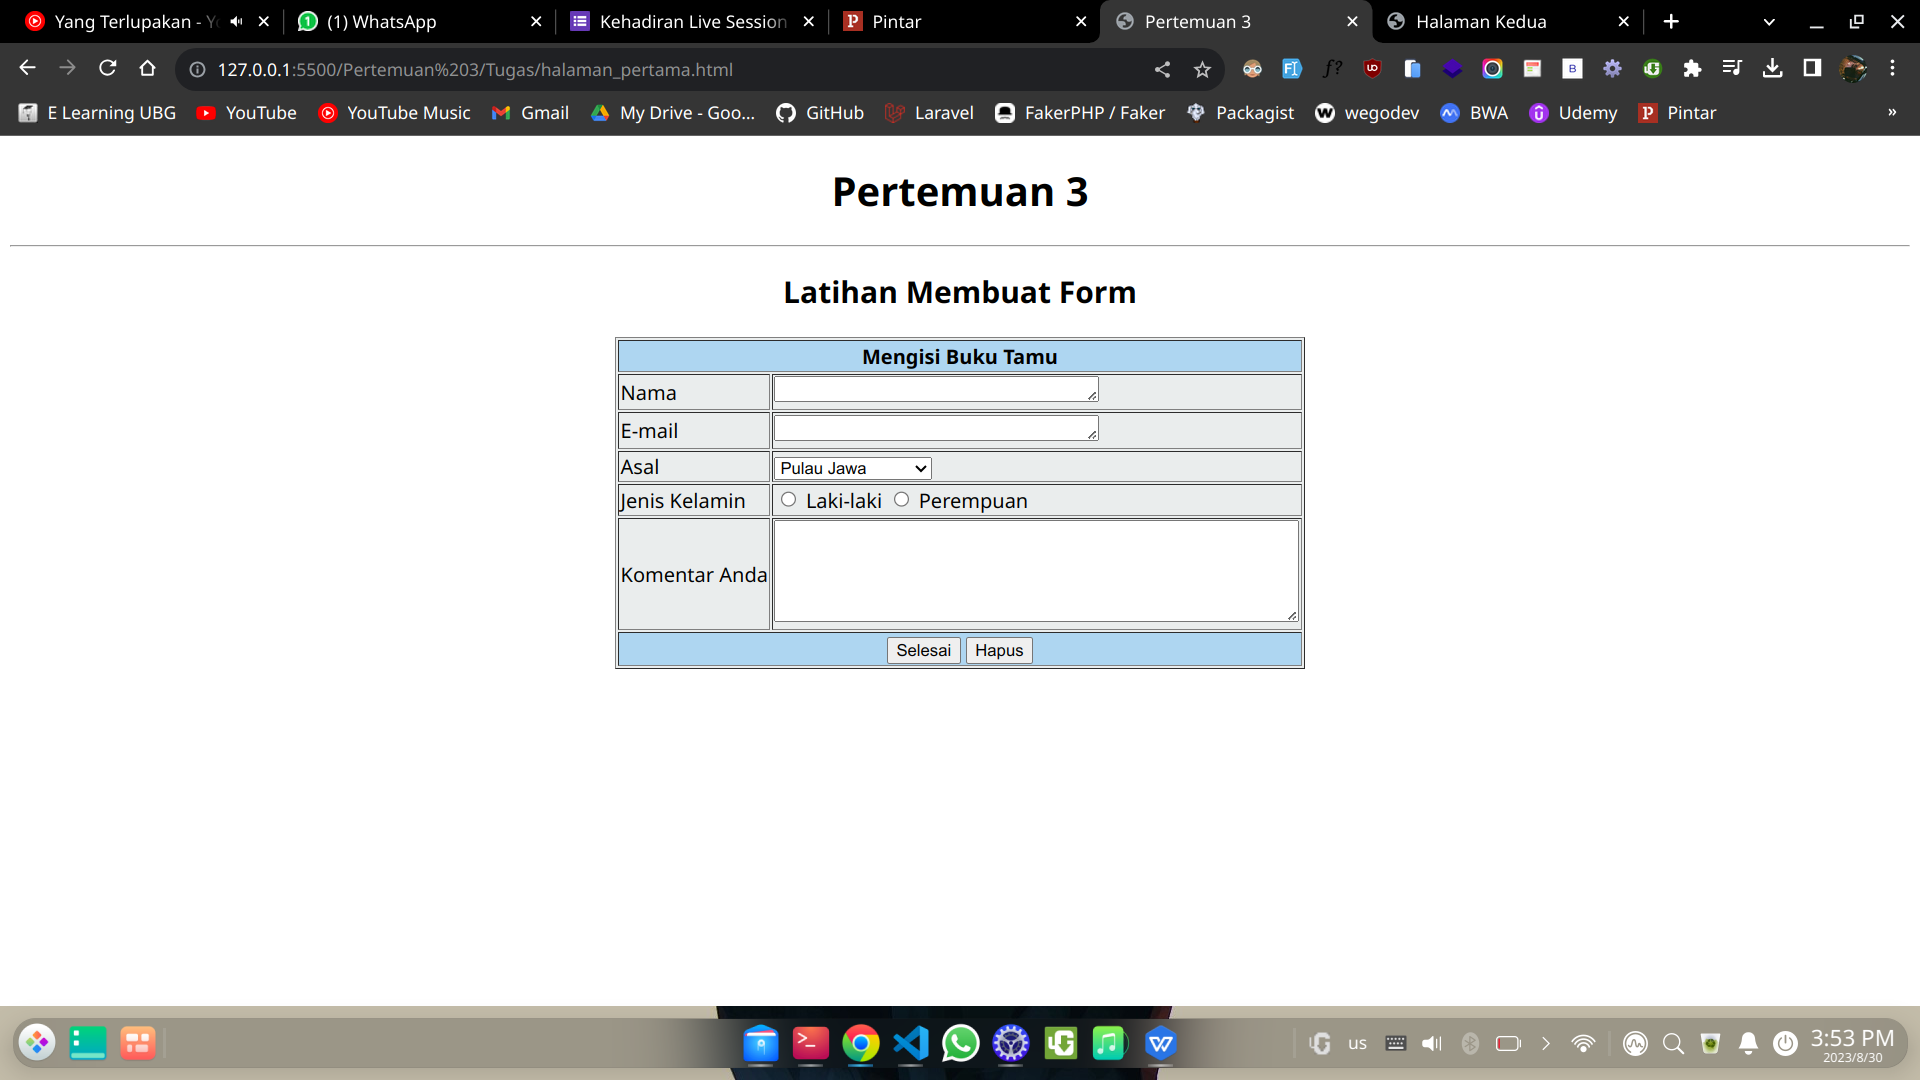 Yang Terlupakan - Yo
(1) WhatsApp
Kehadiran Live Session
Pintar
Pertemuan 3
Halaman Kedua
127.0.0.1:5500/Pertemuan%203/Tugas/halaman_pertama.html
E Learning UBG
YouTube
YouTube Music
Gmail
My Drive - Goo...
GitHub
Laravel
FakerPHP / Faker
Packagist
wegodev
BWA
Udemy
Pintar
»
Pertemuan 3
Latihan Membuat Form
Mengisi Buku Tamu
Nama
E-mail
Asal
Pulau Jawa
Jenis Kelamin
Laki-laki
Perempuan
Komentar Anda
Selesai
Hapus
us
3:53 PM
2023/8/30